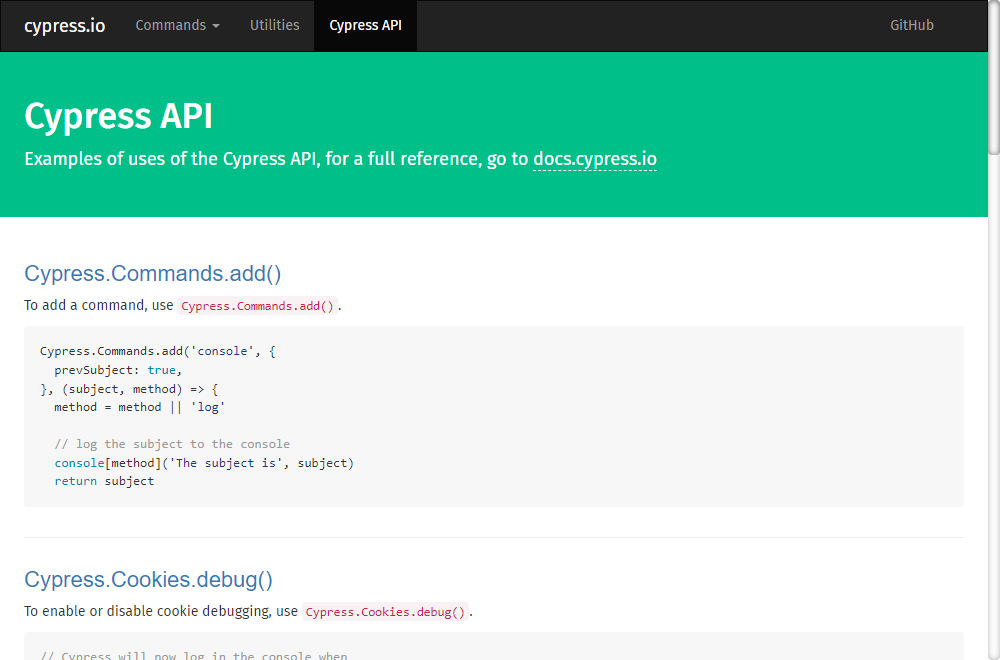 cypress.io Commands Utilities Cypress API GitHub
Cypress API
Examples of uses of the Cypress API, for a full reference, go to docs.cypress.io
Cypress.Commands.add()
To add a command, use Cypress.Commands.add().
Cypress.Commands.add('console', {
  prevSubject: true,
}, (subject, method) => {
  method = method || 'log'
  // log the subject to the console
  console[method]('The subject is', subject)
  return subject
Cypress.Cookies.debug()
To enable or disable cookie debugging, use Cypress.Cookies.debug().
// Cypress will now log in the console when